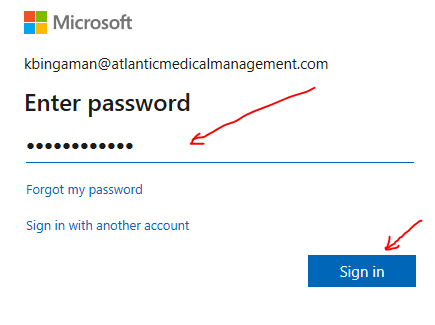 Microsoft
kbingaman@atlanticmedicalmanagement.com
Enter password
••••••••••••
Forgot my password
Sign in with another account
Sign in